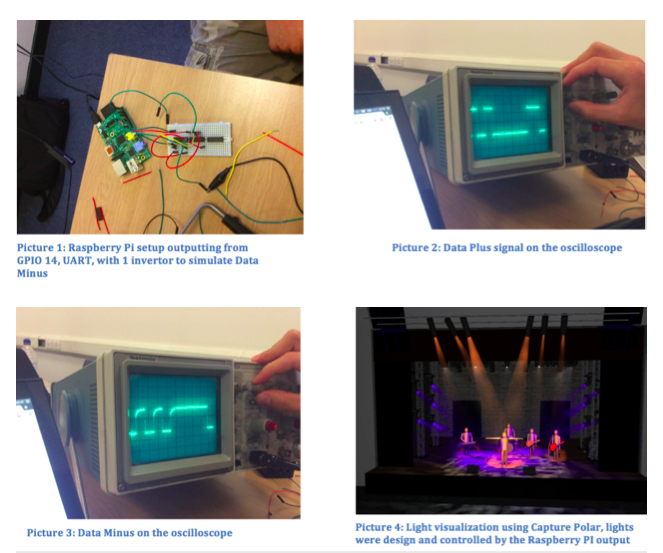 Picture 1: Raspberry Pi setup outputting from
GPIO 14, UART, with 1 invertor to simulate Data
Minus
Picture 2: Data Plus signal on the oscilloscope
Picture 3: Data Minus on the oscilloscope
Picture 4: Light visualization using Capture Polar, lights
were design and controlled by the Raspberry PI output